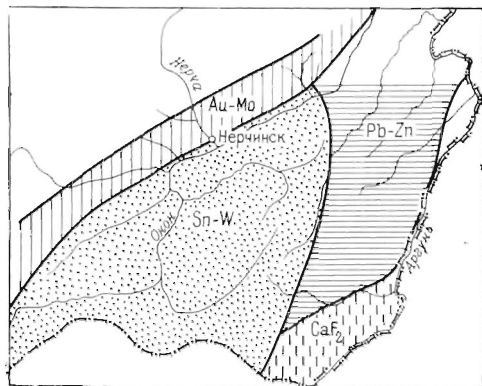 Нерча
Au-Mo
Нерчинск
Pb-Zn
Онон
Sn-W
Аргунь
CaF₂